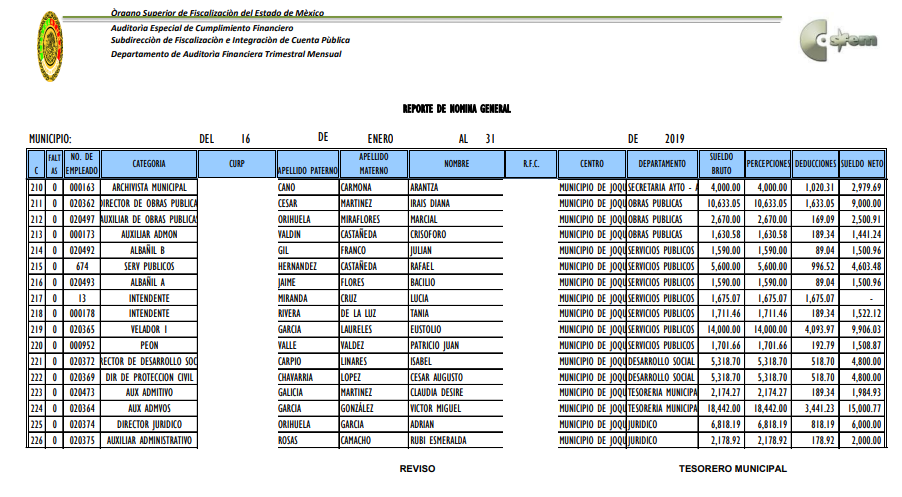 Òrgano Superior de Fiscalizaciòn del Estado de Mèxico
Auditorìa Especial de Cumplimiento Financiero
Subdirecciòn de Fiscalizaciòn e Integraciòn de Cuenta Pùblica
Departamento de Auditorìa Financiera Trimestral Mensual
osfem
REPORTE DE NOMINA GENERAL
MUNICIPIO: DEL 16 DE ENERO AL 31 DE 2019
C FALTAS NO. DE EMPLEADO CATEGORIA CURP APELLIDO PATERNO APELLIDO MATERNO NOMBRE R.F.C. CENTRO DEPARTAMENTO SUELDO BRUTO PERCEPCIONES DEDUCCIONES SUELDO NETO
210 0 000163 ARCHIVISTA MUNICIPAL CANO CARMONA ARANTZA MUNICIPIO DE JOQU SECRETARIA AYTO - A 4,000.00 4,000.00 1,020.31 2,979.69
211 0 020362 DIRECTOR DE OBRAS PUBLICA CESAR MARTINEZ IRAIS DIANA MUNICIPIO DE JOQU OBRAS PUBLICAS 10,633.05 10,633.05 1,633.05 9,000.00
212 0 020497 AUXILIAR DE OBRAS PUBLICA ORIHUELA MIRAFLORES MARCIAL MUNICIPIO DE JOQU OBRAS PUBLICAS 2,670.00 2,670.00 169.09 2,500.91
213 0 000173 AUXILIAR ADMON VALDIN CASTAÑEDA CRISOFORO MUNICIPIO DE JOQU OBRAS PUBLICAS 1,630.58 1,630.58 189.34 1,441.24
214 0 020492 ALBAÑIL B GIL FRANCO JULIAN MUNICIPIO DE JOQU SERVICIOS PUBLICOS 1,590.00 1,590.00 89.04 1,500.96
215 0 674 SERV PUBLICOS HERNANDEZ CASTAÑEDA RAFAEL MUNICIPIO DE JOQU SERVICIOS PUBLICOS 5,600.00 5,600.00 996.52 4,603.48
216 0 020493 ALBAÑIL A JAIME FLORES BACILIO MUNICIPIO DE JOQU SERVICIOS PUBLICOS 1,590.00 1,590.00 89.04 1,500.96
217 0 13 INTENDENTE MIRANDA CRUZ LUCIA MUNICIPIO DE JOQU SERVICIOS PUBLICOS 1,675.07 1,675.07 1,675.07 -
218 0 000178 INTENDENTE RIVERA DE LA LUZ TANIA MUNICIPIO DE JOQU SERVICIOS PUBLICOS 1,711.46 1,711.46 189.34 1,522.12
219 0 020365 VELADOR I GARCIA LAURELES EUSTOLIO MUNICIPIO DE JOQU SERVICIOS PUBLICOS 14,000.00 14,000.00 4,093.97 9,906.03
220 0 000952 PEON VALLE VALDEZ PATRICIO JUAN MUNICIPIO DE JOQU SERVICIOS PUBLICOS 1,701.66 1,701.66 192.79 1,508.87
221 0 020372 RECTOR DE DESARROLLO SOC CARPIO LINARES ISABEL MUNICIPIO DE JOQU DESARROLLO SOCIAL 5,318.70 5,318.70 518.70 4,800.00
222 0 020369 DIR DE PROTECCION CIVIL CHAVARRIA LOPEZ CESAR AUGUSTO MUNICIPIO DE JOQU DESARROLLO SOCIAL 5,318.70 5,318.70 518.70 4,800.00
223 0 020473 AUX ADMITIVO GALICIA MARTINEZ CLAUDIA DESIRE MUNICIPIO DE JOQU TESORERIA MUNICIPA 2,174.27 2,174.27 189.34 1,984.93
224 0 020364 AUX ADMVOS GARCIA GONZÁLEZ VICTOR MIGUEL MUNICIPIO DE JOQU TESORERIA MUNICIPA 18,442.00 18,442.00 3,441.23 15,000.77
225 0 020374 DIRECTOR JURIDICO ORIHUELA GARCIA ADRIAN MUNICIPIO DE JOQU JURIDICO 6,818.19 6,818.19 818.19 6,000.00
226 0 020375 AUXILIAR ADMINISTRATIVO ROSAS CAMACHO RUBI ESMERALDA MUNICIPIO DE JOQU JURIDICO 2,178.92 2,178.92 178.92 2,000.00
REVISO TESORERO MUNICIPAL